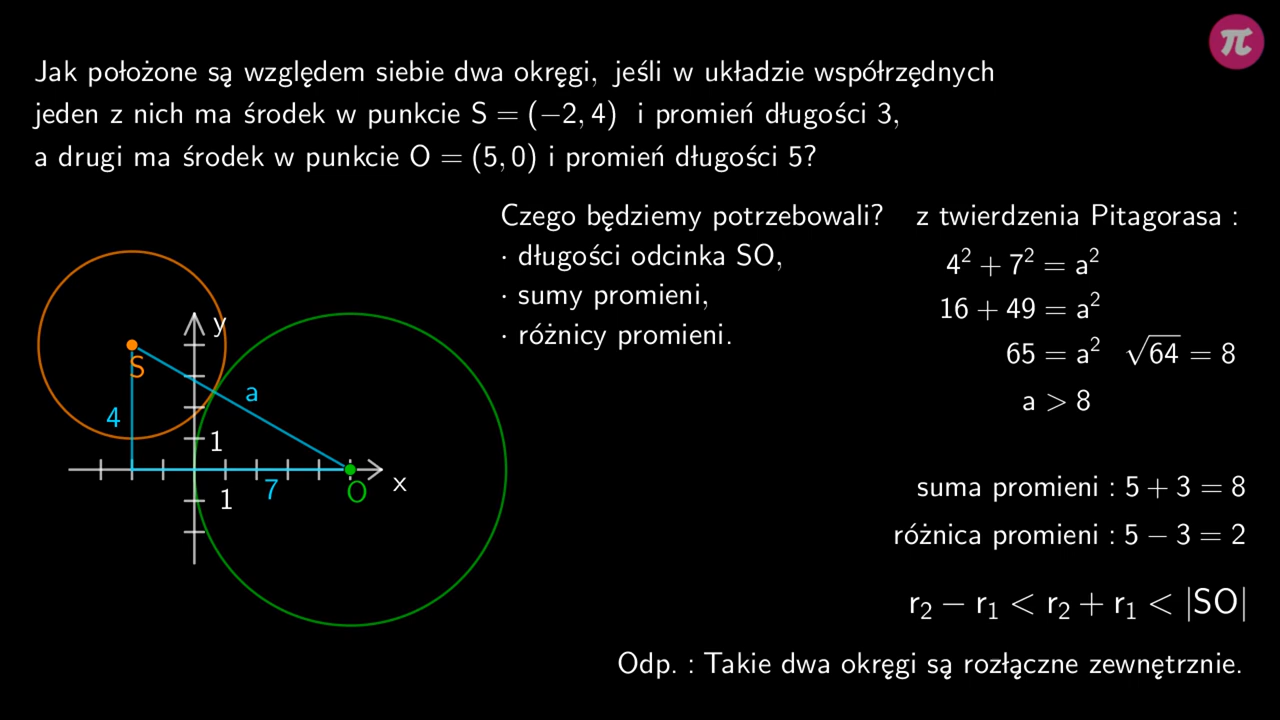 π
Jak położone są względem siebie dwa okręgi, jeśli w układzie współrzędnych
jeden z nich ma środek w punkcie S = (−2, 4) i promień długości 3,
a drugi ma środek w punkcie O = (5, 0) i promień długości 5?
Czego będziemy potrzebowali?
· długości odcinka SO,
· sumy promieni,
· różnicy promieni.
z twierdzenia Pitagorasa :
4² + 7² = a²
16 + 49 = a²
65 = a² √64 = 8
a > 8
y
S
a
4
1
x
7
O
1
suma promieni : 5 + 3 = 8
różnica promieni : 5 − 3 = 2
r₂ − r₁ < r₂ + r₁ < |SO|
Odp. : Takie dwa okręgi są rozłączne zewnętrznie.